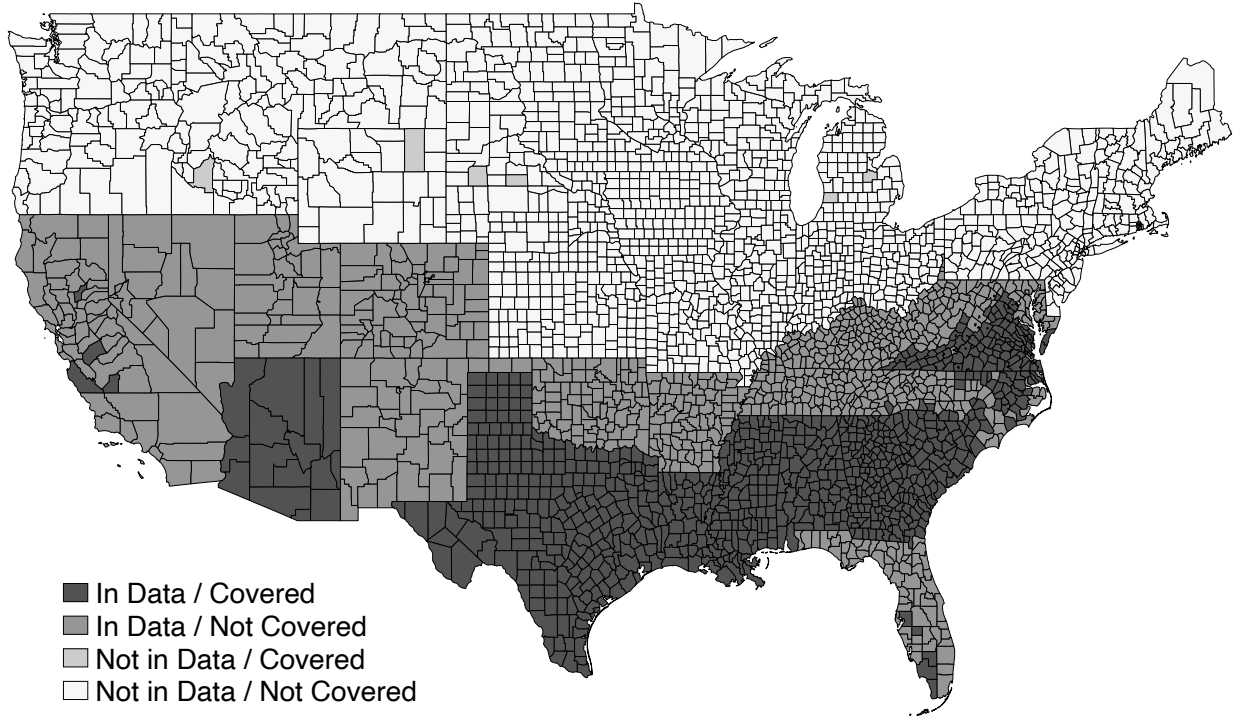 In Data / Covered
In Data / Not Covered
Not in Data / Covered
Not in Data / Not Covered